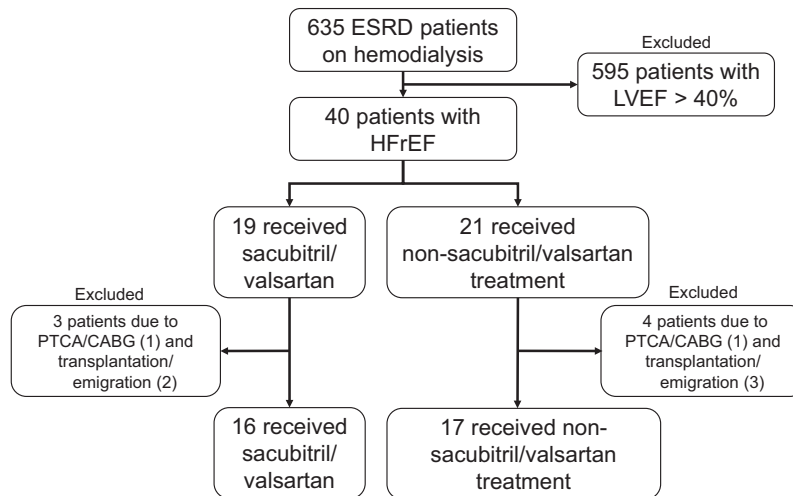 635 ESRD patients
on hemodialysis
Excluded
595 patients with
LVEF > 40%
40 patients with
HFrEF
19 received
sacubitril/
valsartan
21 received
non-sacubitril/valsartan
treatment
Excluded
3 patients due to
PTCA/CABG (1) and
transplantation/
emigration (2)
Excluded
4 patients due to
PTCA/CABG (1) and
transplantation/
emigration (3)
16 received
sacubitril/
valsartan
17 received non-
sacubitril/valsartan
treatment